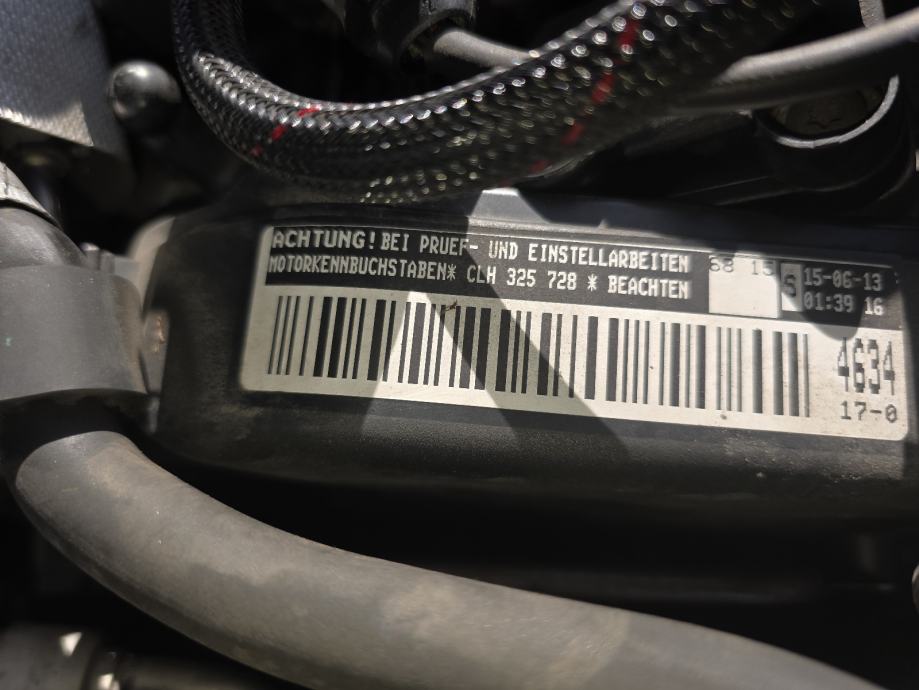 ACHTUNG! BEI PRUEF- UND EINSTELLARBEITEN
MOTORKENNBUCHSTABEN* CLH 325 728 * BEACHTEN
68 15
S
15-06-13
01:39 16
4634
17-0